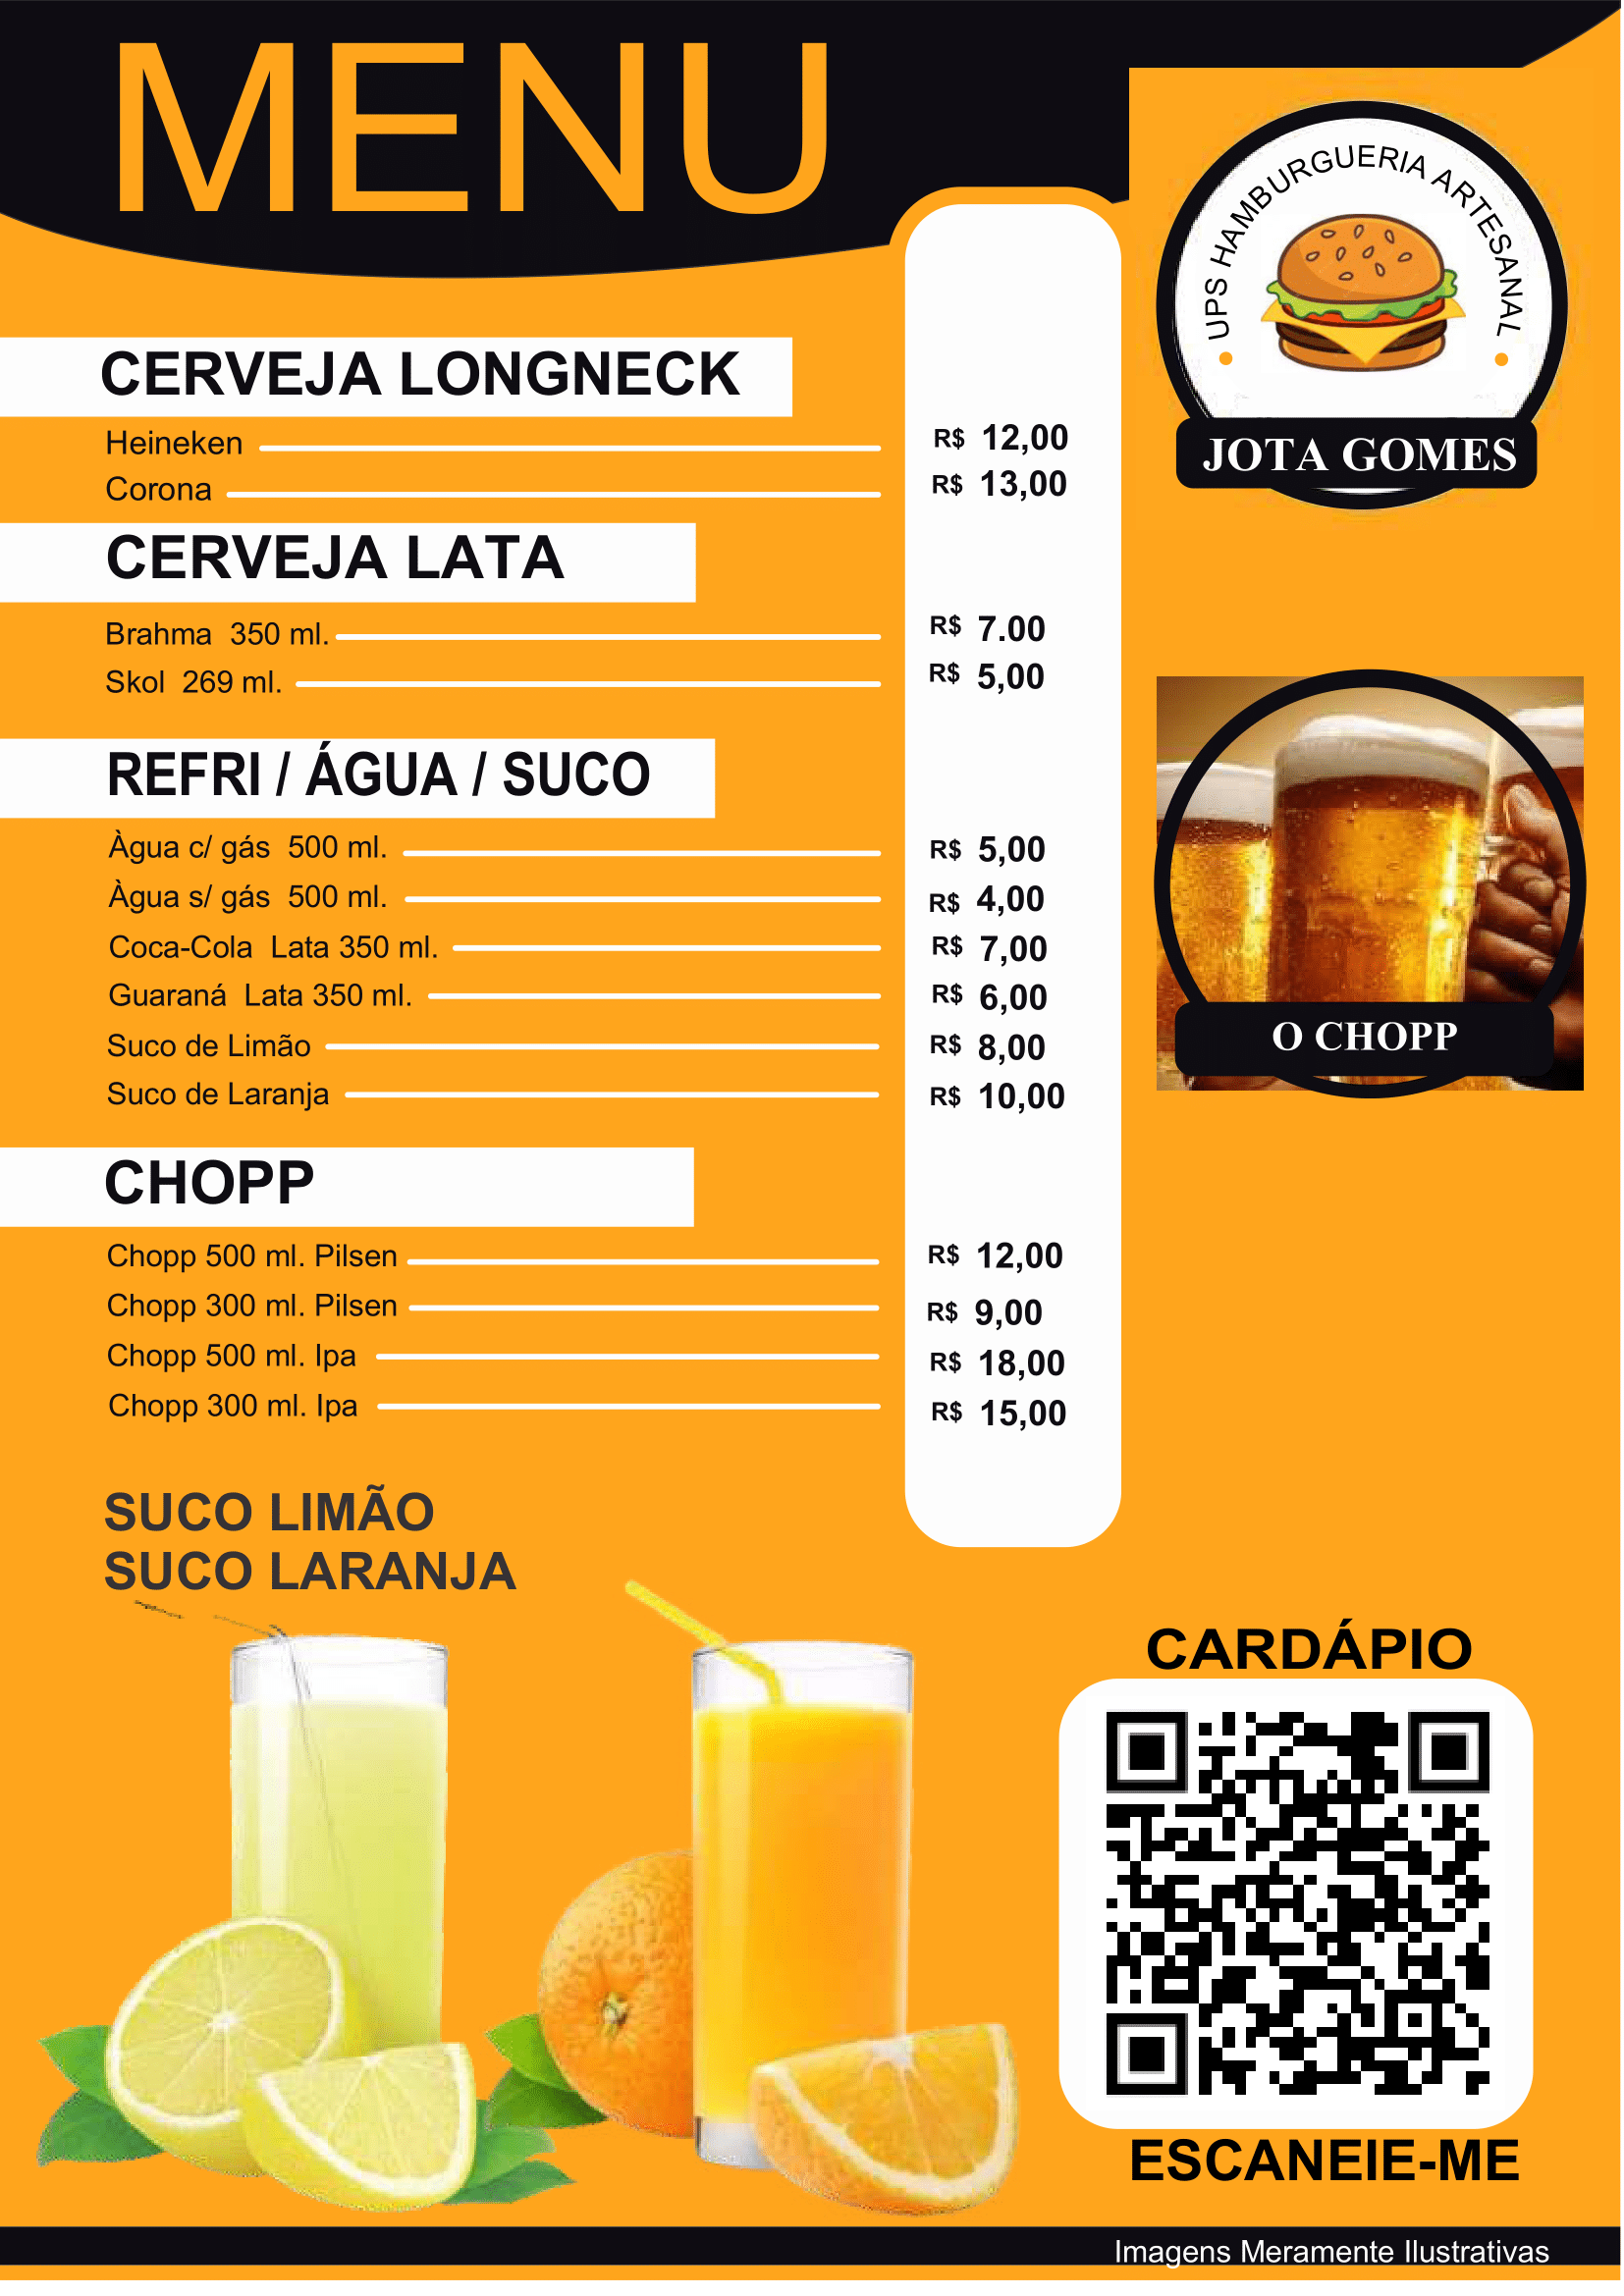 MENU
UPS HAMBURGUERIA ARTESANAL
JOTA GOMES
CERVEJA LONGNECK
Heineken R$ 12,00
Corona R$ 13,00
CERVEJA LATA
Brahma 350 ml. R$ 7.00
Skol 269 ml. R$ 5,00
REFRI / ÁGUA / SUCO
Àgua c/ gás 500 ml. R$ 5,00
Àgua s/ gás 500 ml. R$ 4,00
Coca-Cola Lata 350 ml. R$ 7,00
Guaraná Lata 350 ml. R$ 6,00
Suco de Limão R$ 8,00
Suco de Laranja R$ 10,00
O CHOPP
CHOPP
Chopp 500 ml. Pilsen R$ 12,00
Chopp 300 ml. Pilsen R$ 9,00
Chopp 500 ml. Ipa R$ 18,00
Chopp 300 ml. Ipa R$ 15,00
SUCO LIMÃO
SUCO LARANJA
CARDÁPIO
ESCANEIE-ME
Imagens Meramente Ilustrativas